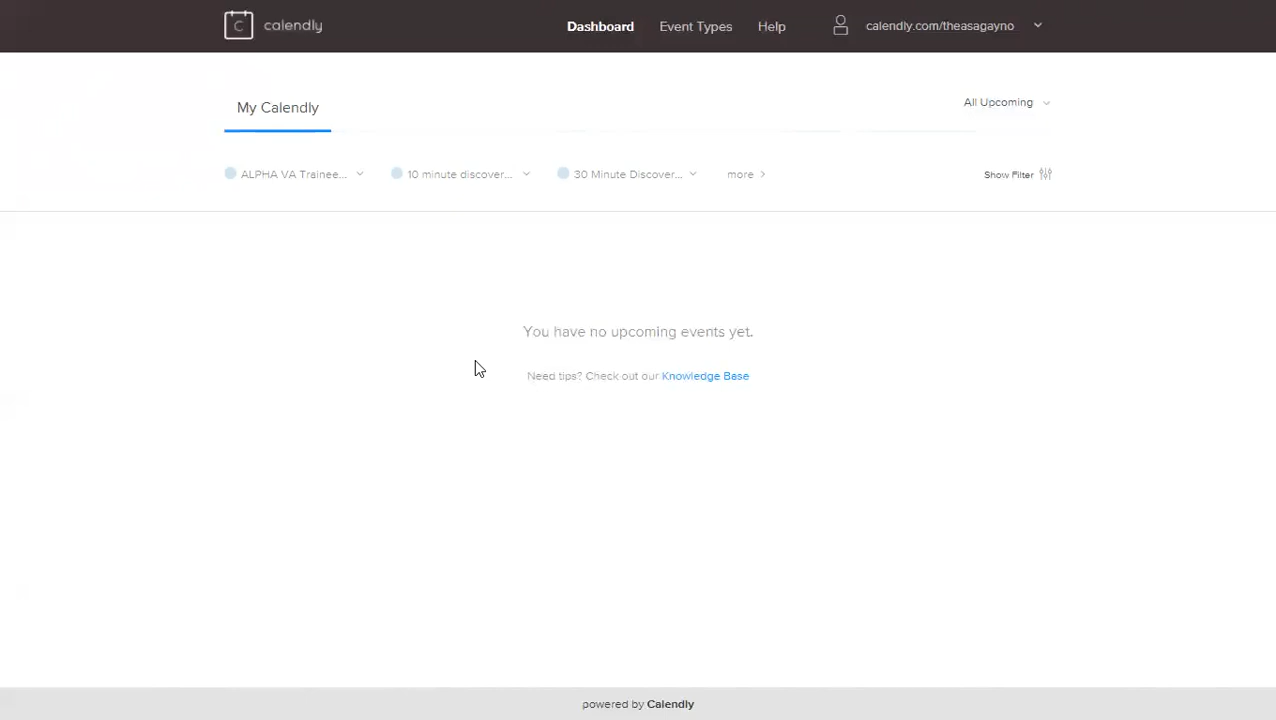 C calendly Dashboard Event Types Help calendly.com/theasagayno
My Calendly All Upcoming
ALPHA VA Trainee... 10 minute discover... 30 Minute Discover... more Show Filter
You have no upcoming events yet.
Need tips? Check out our Knowledge Base
powered by Calendly